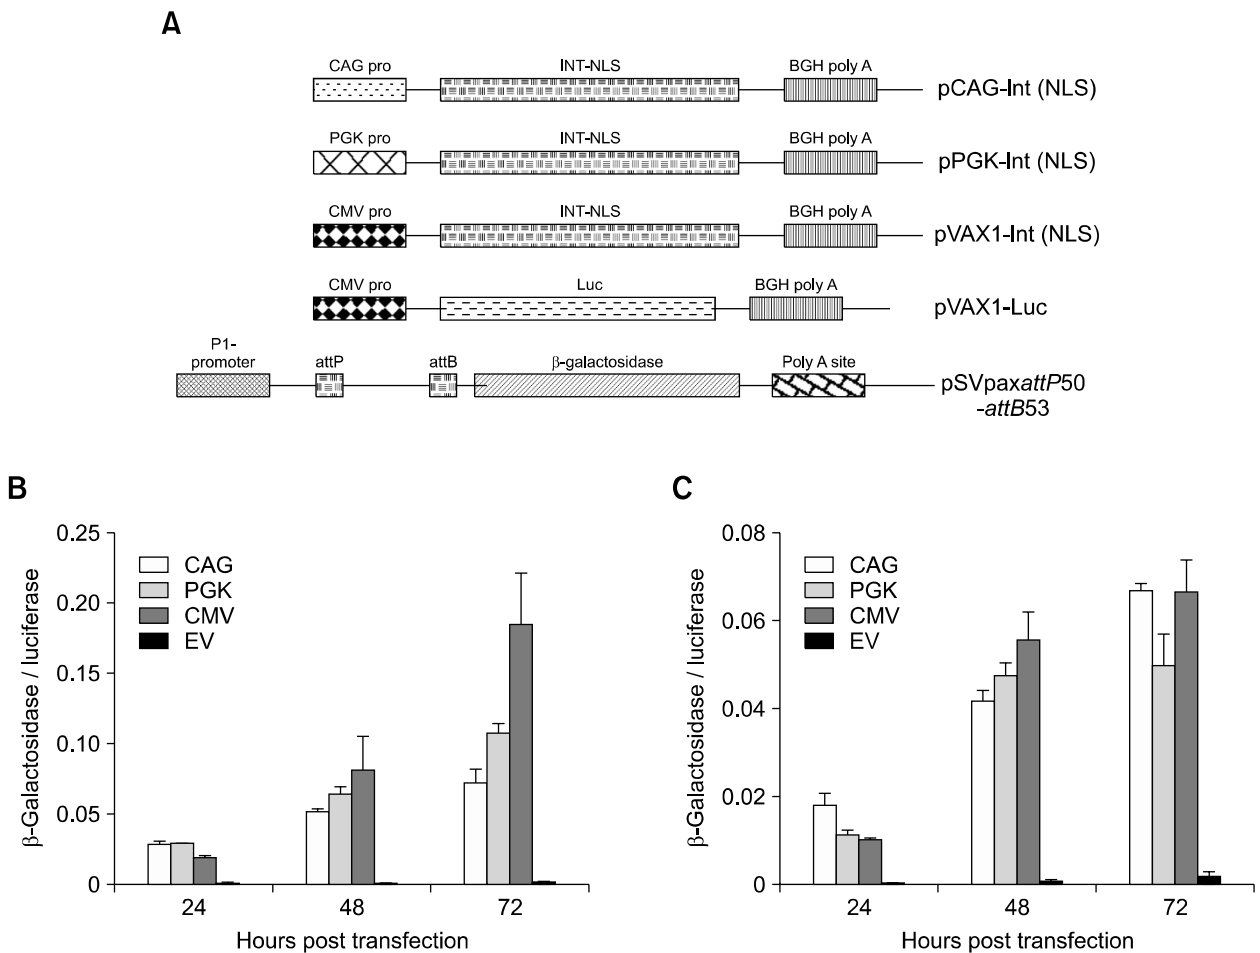 A
CAG pro INT-NLS BGH poly A
pCAG-Int (NLS)
PGK pro INT-NLS BGH poly A
pPGK-Int (NLS)
CMV pro INT-NLS BGH poly A
pVAX1-Int (NLS)
CMV pro Luc BGH poly A
pVAX1-Luc
P1-
promoter attP attB β-galactosidase Poly A site
pSVpaxattP50
-attB53
B
β-Galactosidase / luciferase
0.25
0.20
0.15
0.10
0.05
0
CAG
PGK
CMV
EV
24 48 72
Hours post transfection
C
β-Galactosidase / luciferase
0.08
0.06
0.04
0.02
0
CAG
PGK
CMV
EV
24 48 72
Hours post transfection